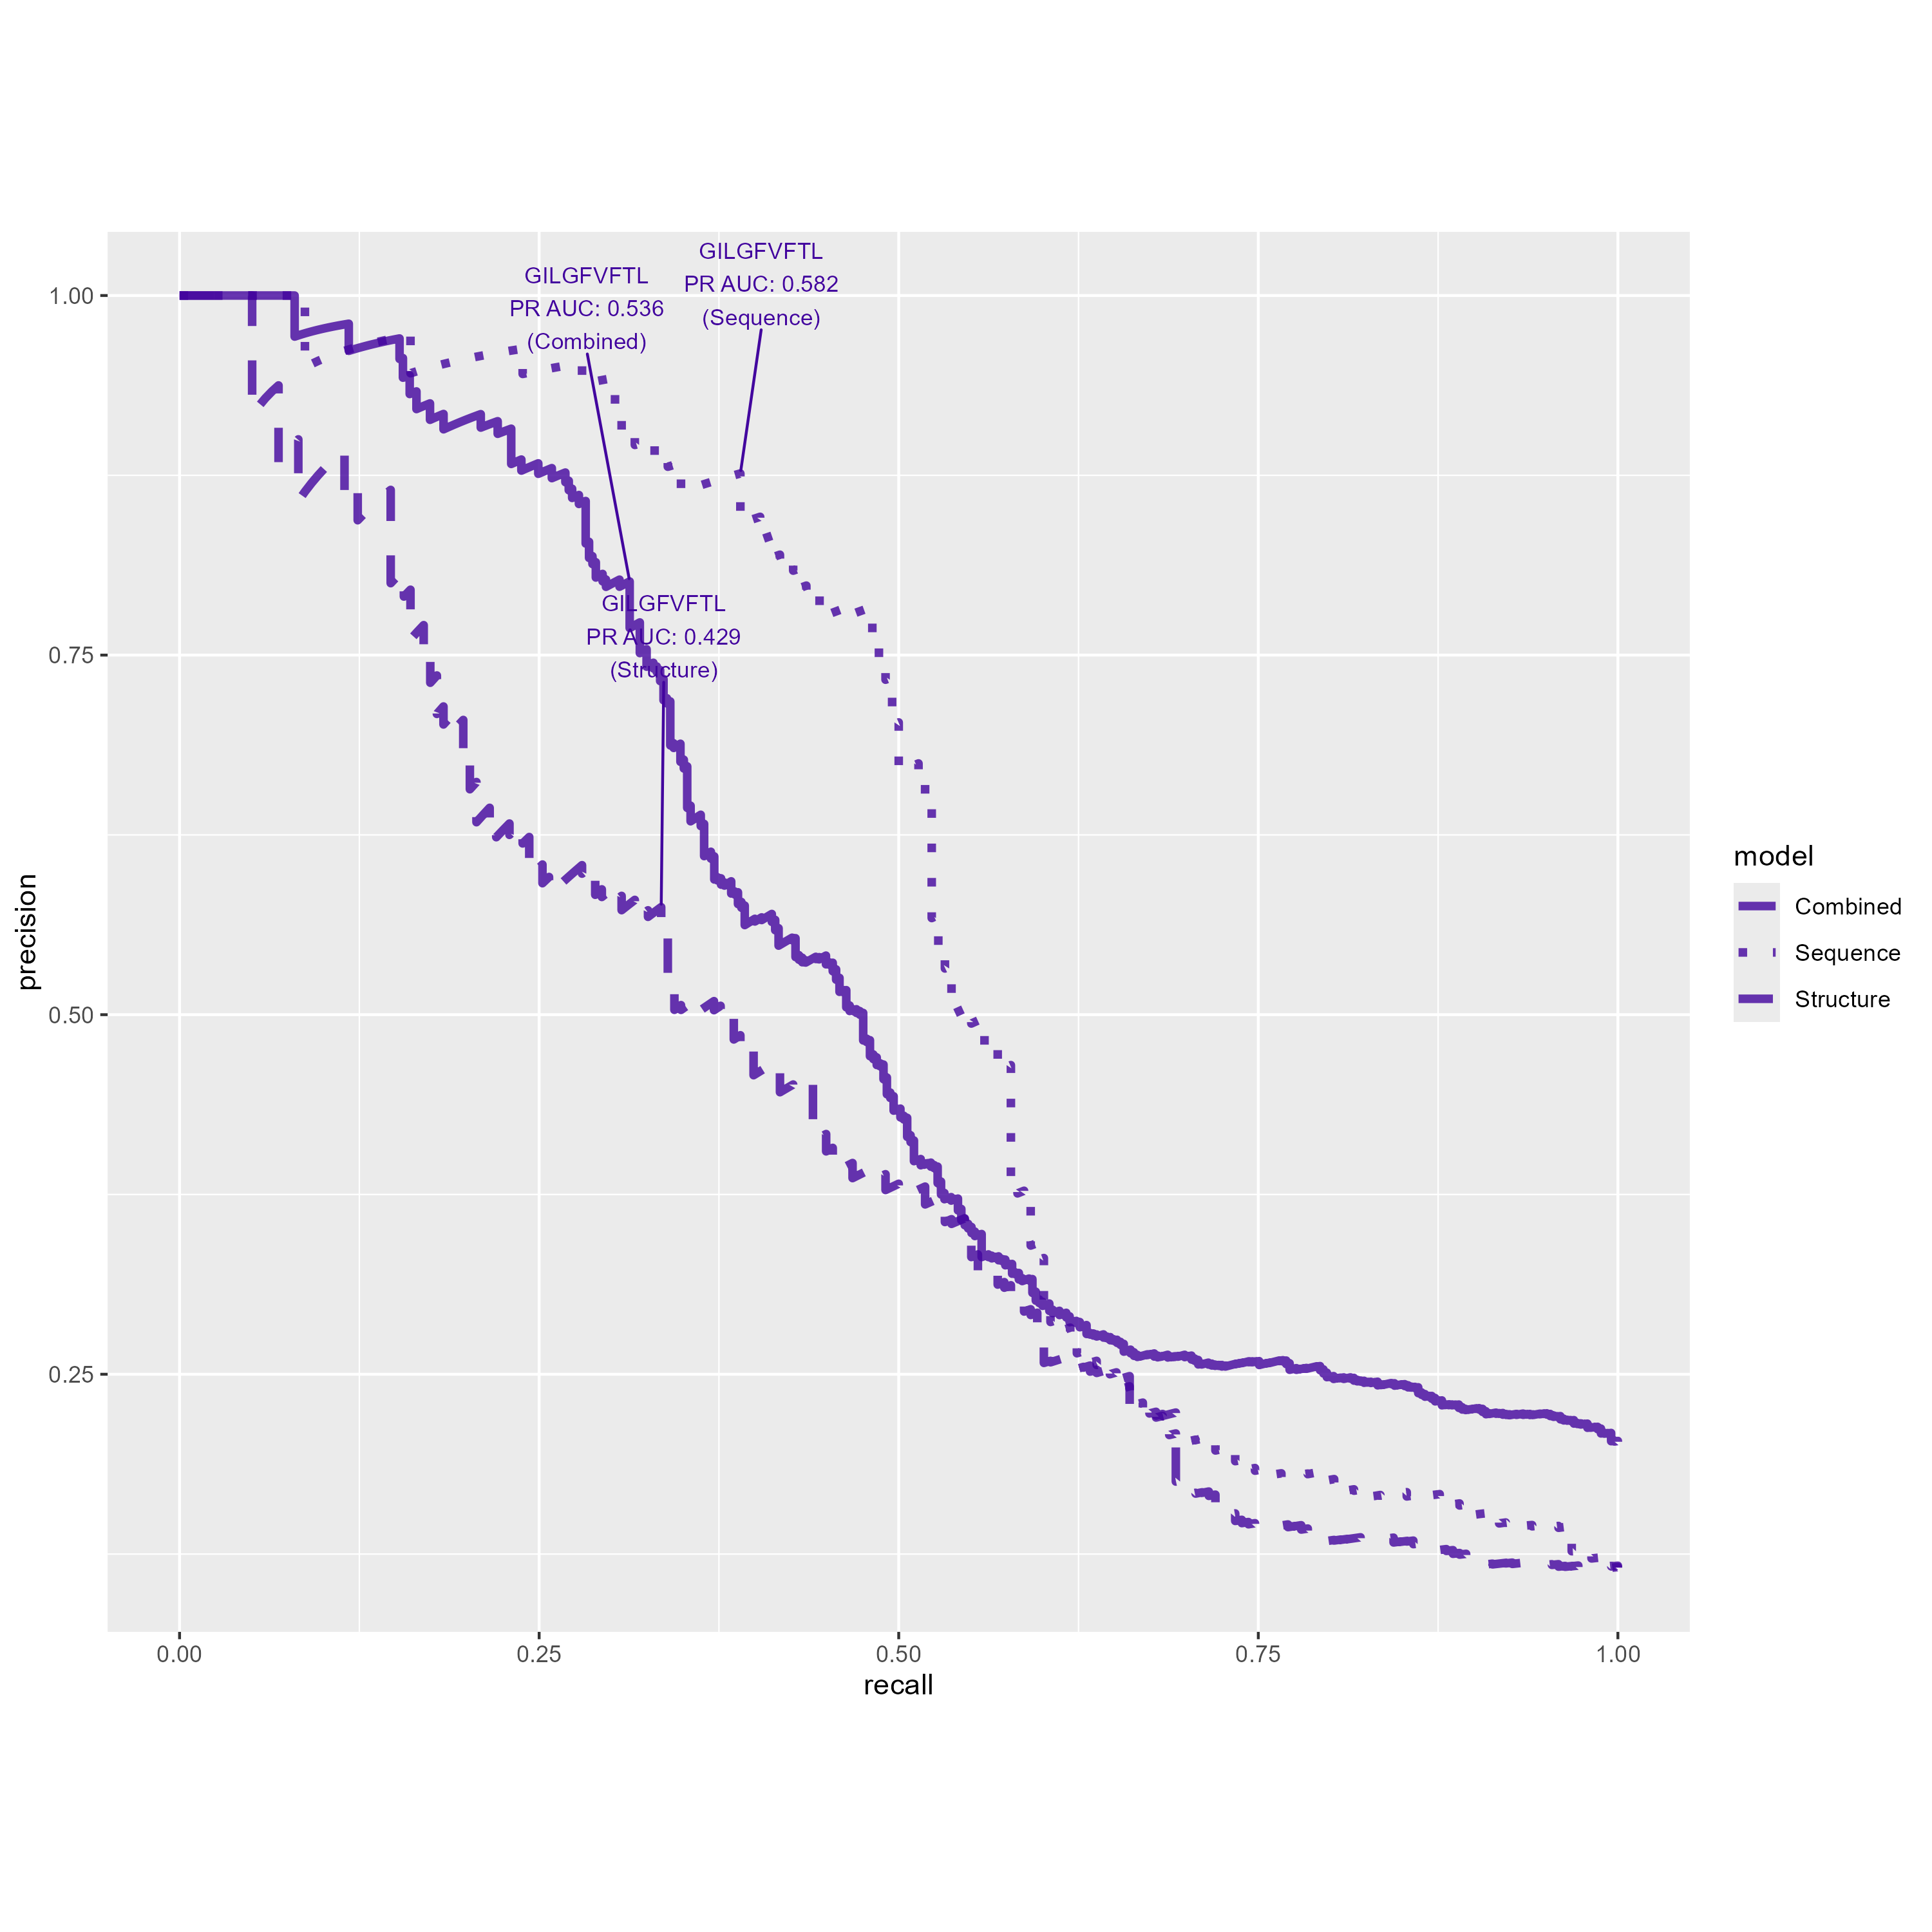 GILGFVFTL
PR AUC: 0.582
(Sequence)
GILGFVFTL
PR AUC: 0.536
(Combined)
GILGFVFTL
PR AUC: 0.429
(Structure)
1.00
0.75
0.50
0.25
precision
0.00
0.25
0.50
0.75
1.00
recall
model
Combined
Sequence
Structure